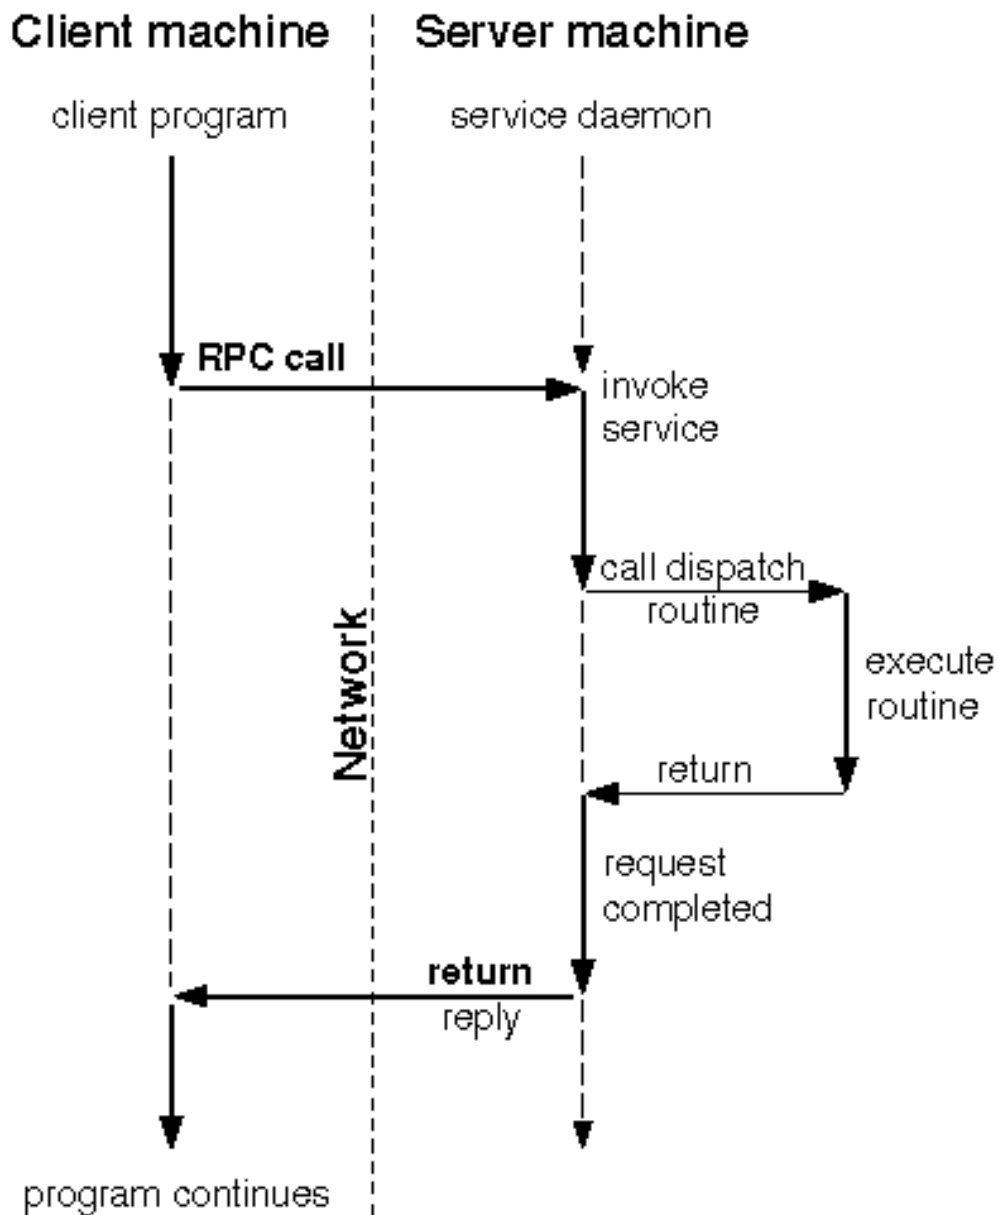 Client machine
Server machine
client program
service daemon
RPC call
invoke
service
call dispatch
routine
Network
execute
routine
return
request
completed
return
reply
program continues